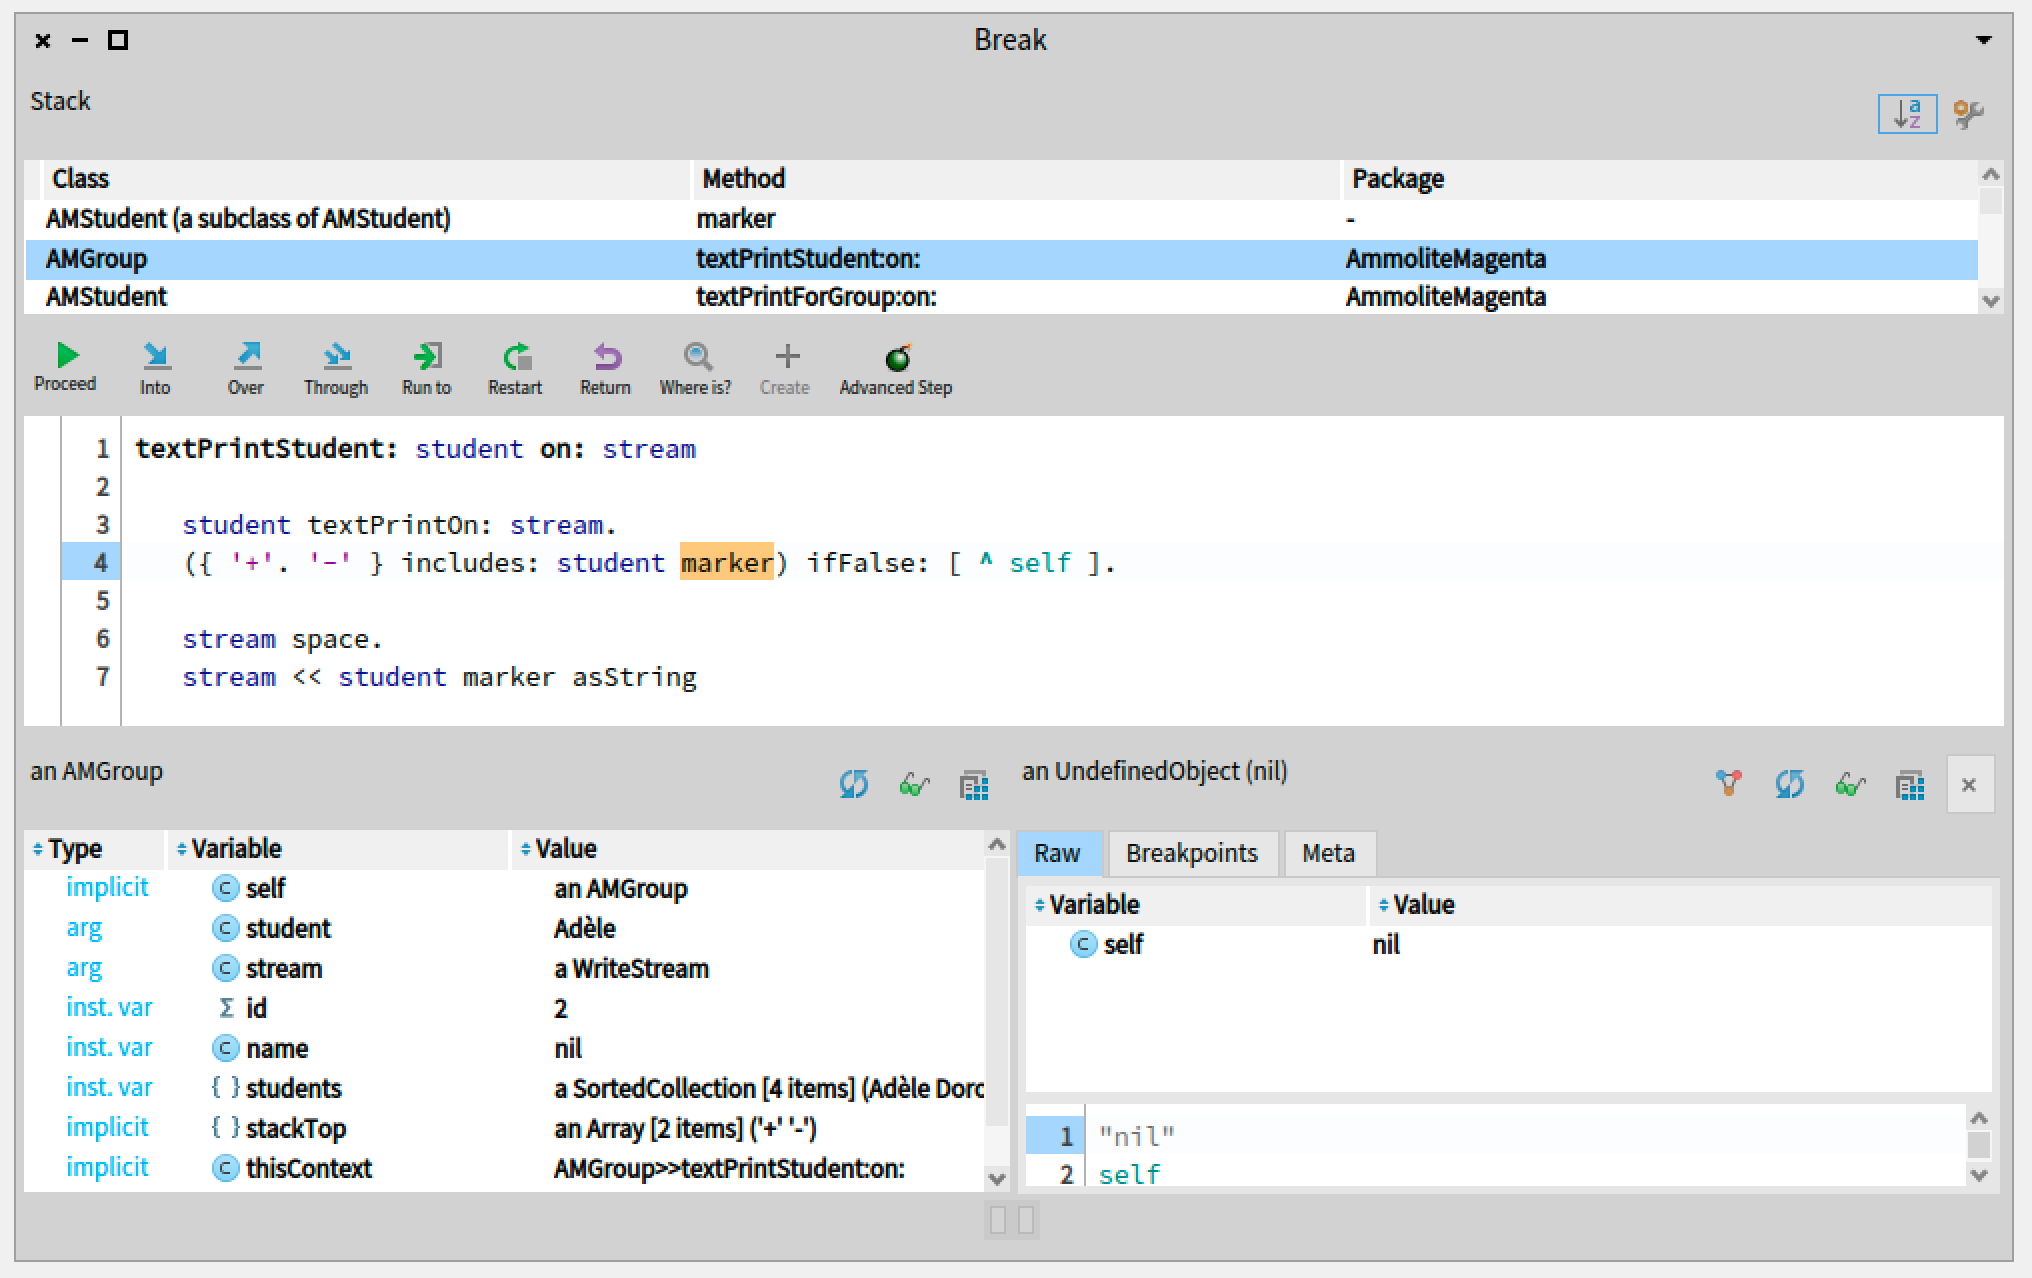 Break
Stack
Class Method Package
AMStudent (a subclass of AMStudent) marker -
AMGroup textPrintStudent:on: AmmoliteMagenta
AMStudent textPrintForGroup:on: AmmoliteMagenta
Proceed Into Over Through Run to Restart Return Where is? Create Advanced Step
1 textPrintStudent: student on: stream
2
3 student textPrintOn: stream.
4 ({ '+'. '-' } includes: student marker) ifFalse: [ ^ self ].
5
6 stream space.
7 stream << student marker asString
an AMGroup
Type Variable Value
implicit self an AMGroup
arg student Adèle
arg stream a WriteStream
inst. var id 2
inst. var name nil
inst. var students a SortedCollection [4 items] (Adèle Doro
implicit stackTop an Array [2 items] ('+' '-')
implicit thisContext AMGroup>>textPrintStudent:on:
an UndefinedObject (nil)
Raw Breakpoints Meta
Variable Value
self nil
1 "nil"
2 self